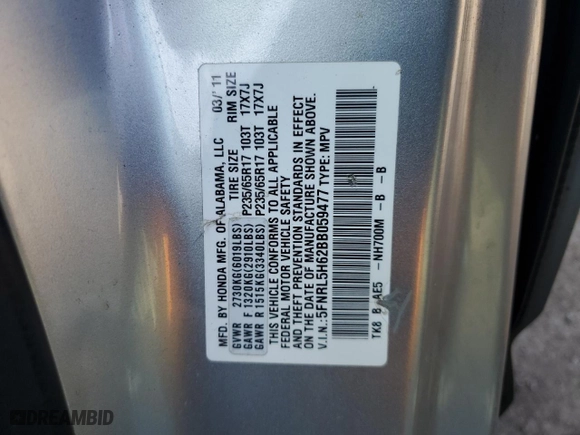 MFD. BY HONDA MFG. OF ALABAMA, LLC 03/'11
TIRE SIZE RIM SIZE
GVWR 2730KG(6019LBS)
GAWR F 1320KG(2910LBS) P235/65R17 103T 17X7J
GAWR R 1515KG(3340LBS) P235/65R17 103T 17X7J
THIS VEHICLE CONFORMS TO ALL APPLICABLE
FEDERAL MOTOR VEHICLE SAFETY
AND THEFT PREVENTION STANDARDS IN EFFECT
ON THE DATE OF MANUFACTURE SHOWN ABOVE.
V.I.N.:5FNRL5H62BB059477 TYPE: MPV
TK8 B AE5 -NH700M -B -B
DREAMBID